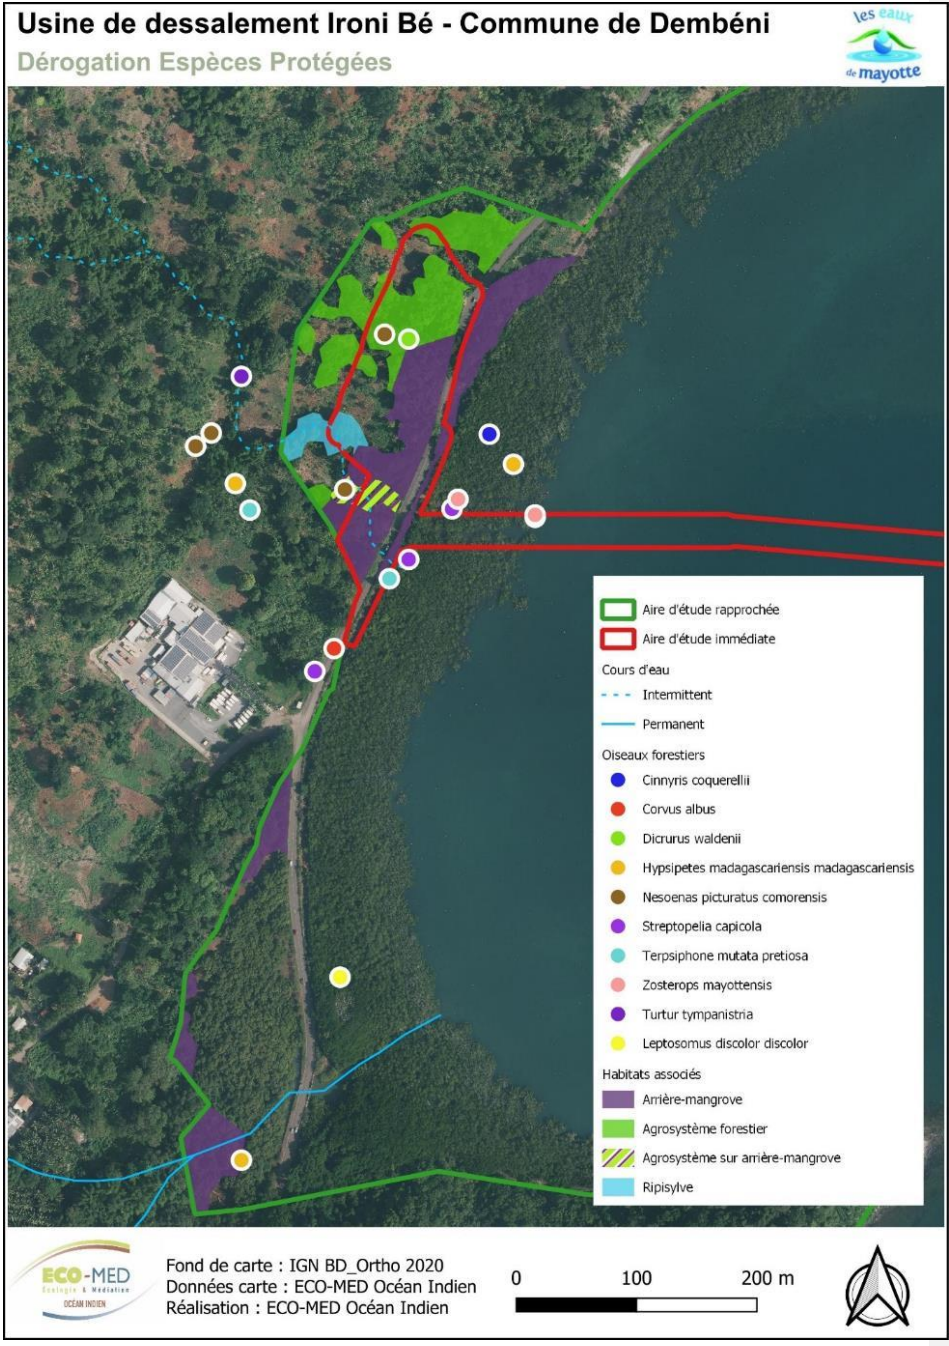 Usine de dessalement Ironi Bé - Commune de Dembéni
Dérogation Espèces Protégées
les eaux
de mayotte
Aire d'étude rapprochée
Aire d'étude immédiate
Cours d'eau
Intermittent
Permanent
Oiseaux forestiers
Cinnyris coquerellii
Corvus albus
Dicrurus waldenii
Hypsipetes madagascariensis madagascariensis
Nesoenas picturatus comorensis
Streptopelia capicola
Terpsiphone mutata pretiosa
Zosterops mayottensis
Turtur tympanistria
Leptosomus discolor discolor
Habitats associés
Arrière-mangrove
Agrosystème forestier
Agrosystème sur arrière-mangrove
Ripisylve
ECO-MED
Ecologie & Médiation
OCÉAN INDIEN
Fond de carte : IGN BD_Ortho 2020
Données carte : ECO-MED Océan Indien
Réalisation : ECO-MED Océan Indien
0 100 200 m